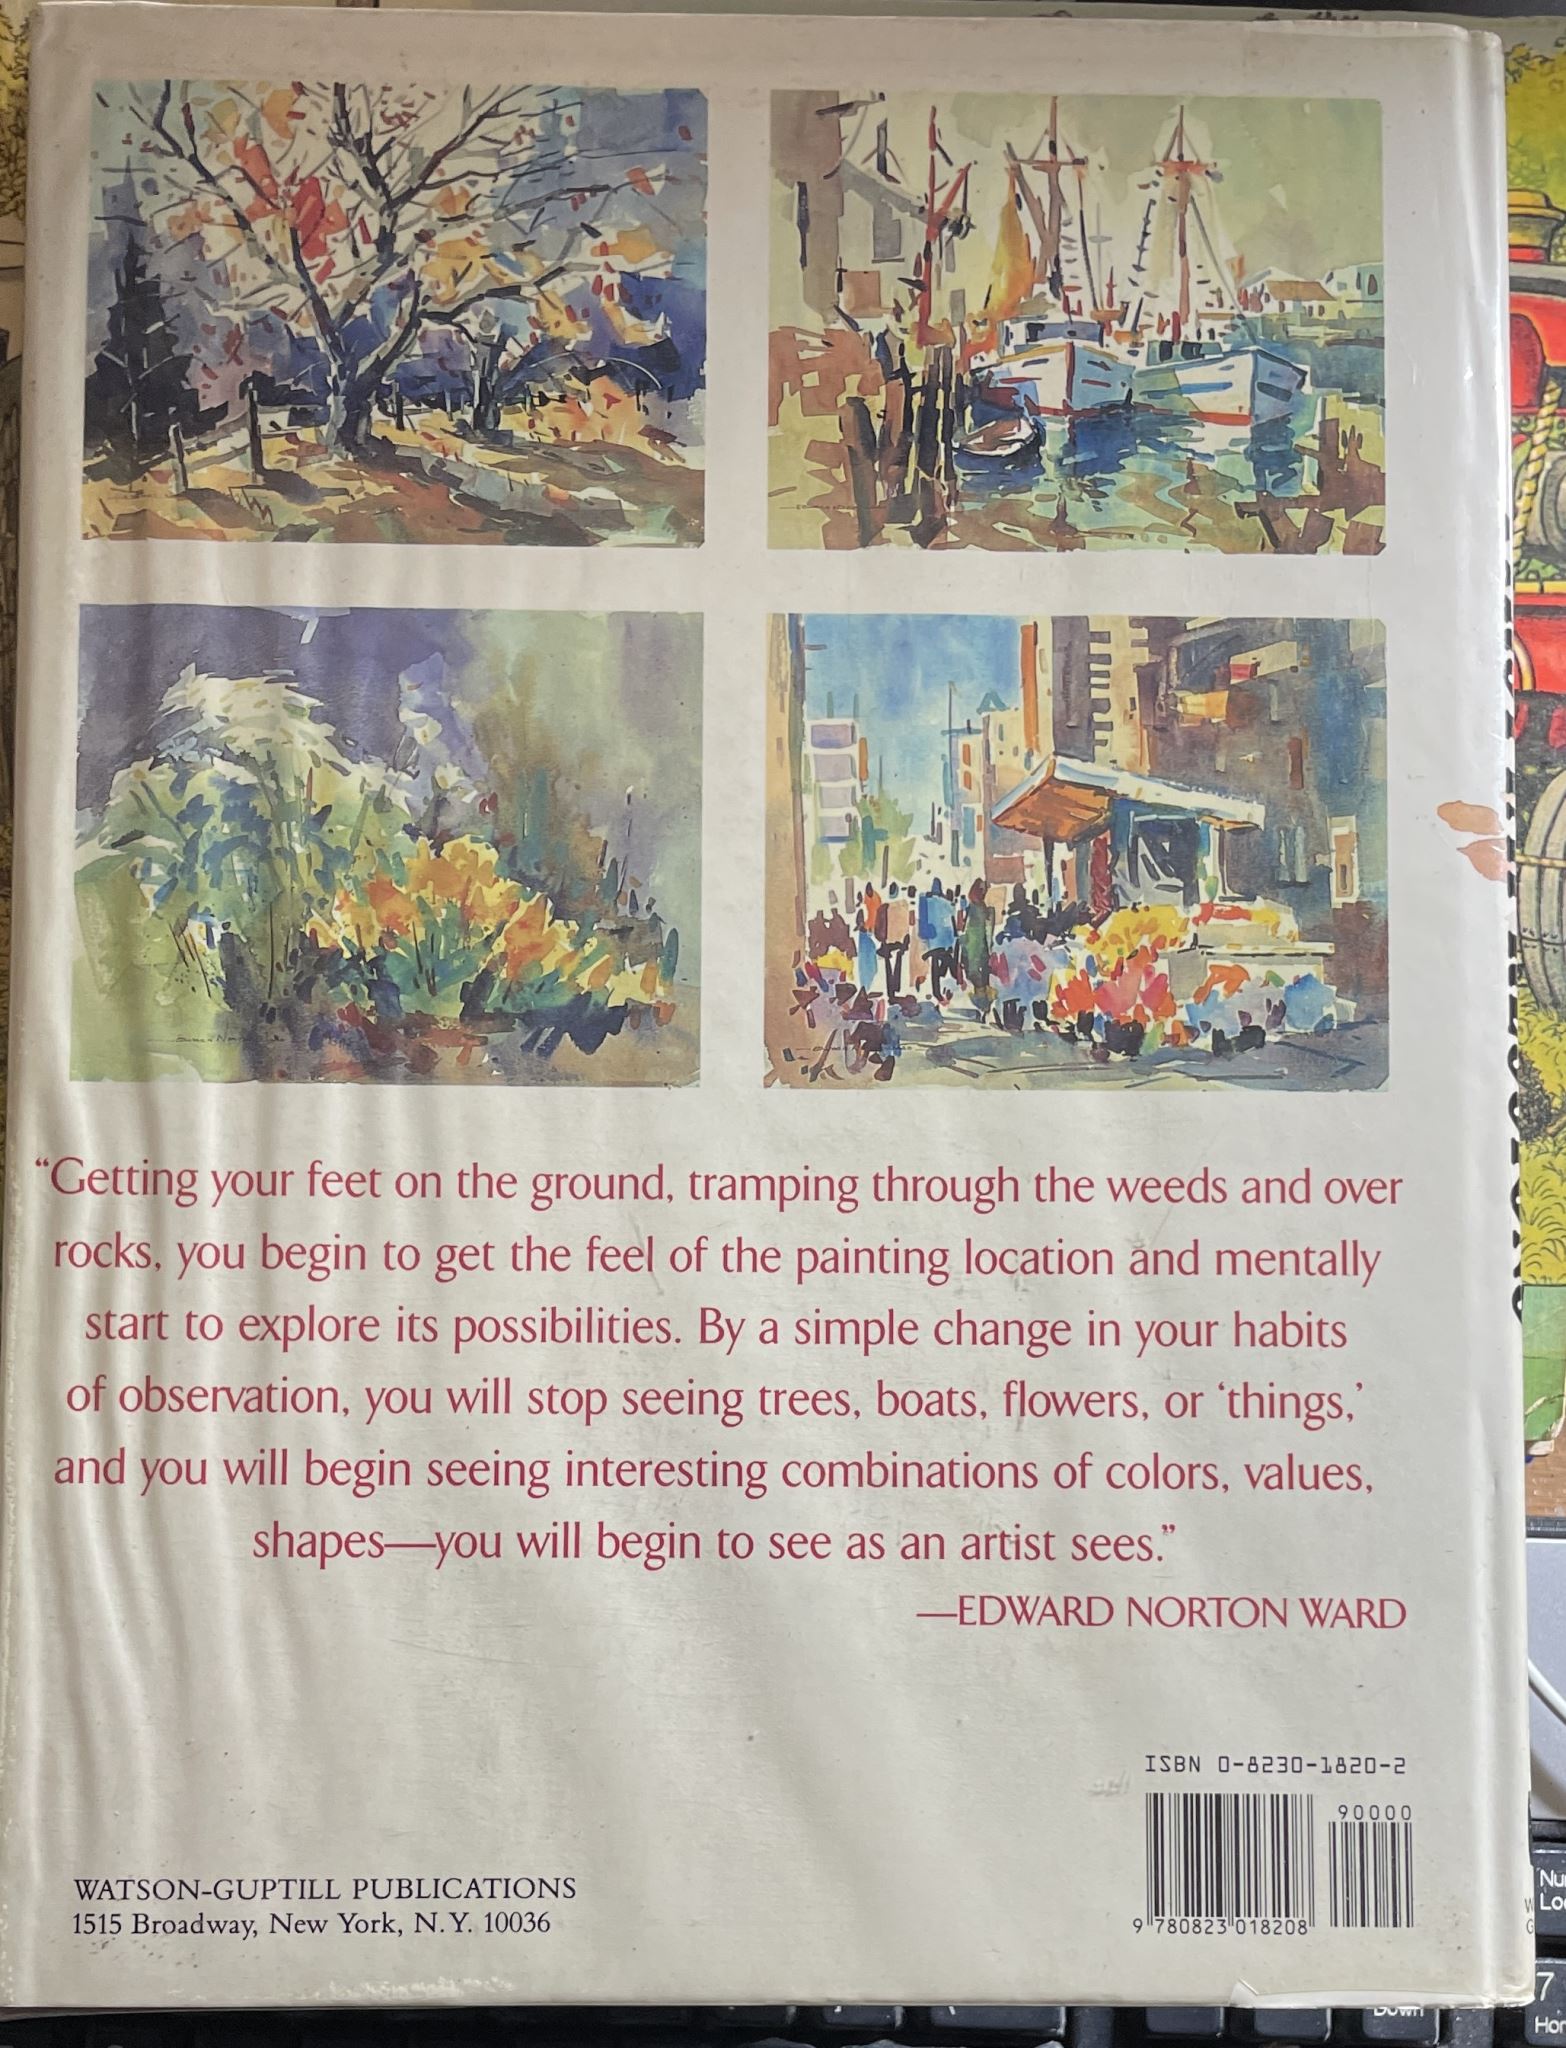 “Getting your feet on the ground, tramping through the weeds and over
rocks, you begin to get the feel of the painting location and mentally
start to explore its possibilities. By a simple change in your habits
of observation, you will stop seeing trees, boats, flowers, or ‘things,’
and you will begin seeing interesting combinations of colors, values,
shapes—you will begin to see as an artist sees.”
—EDWARD NORTON WARD
ISBN 0-8230-1820-2
90000
9 780823 018208
WATSON-GUPTILL PUBLICATIONS
1515 Broadway, New York, N.Y. 10036
7
Down